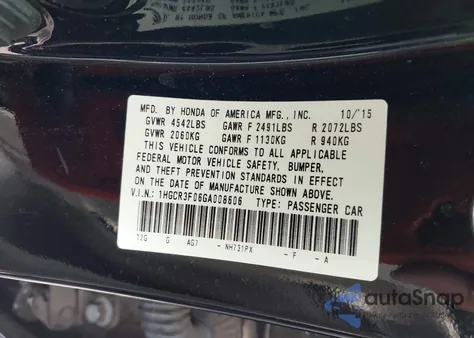 MFD. BY HONDA OF AMERICA MFG., INC. 10/'15
GVWR 4542LBS GAWR F 2491LBS R 2072LBS
GVWR 2060KG GAWR F 1130KG R 940KG
THIS VEHICLE CONFORMS TO ALL APPLICABLE
FEDERAL MOTOR VEHICLE SAFETY, BUMPER,
AND THEFT PREVENTION STANDARDS IN EFFECT
ON THE DATE OF MANUFACTURE SHOWN ABOVE.
V.I.N.: 1HGCR3F06GA008606 TYPE: PASSENGER CAR
12G G AG7 - NH731PX - F - A
autoSnap